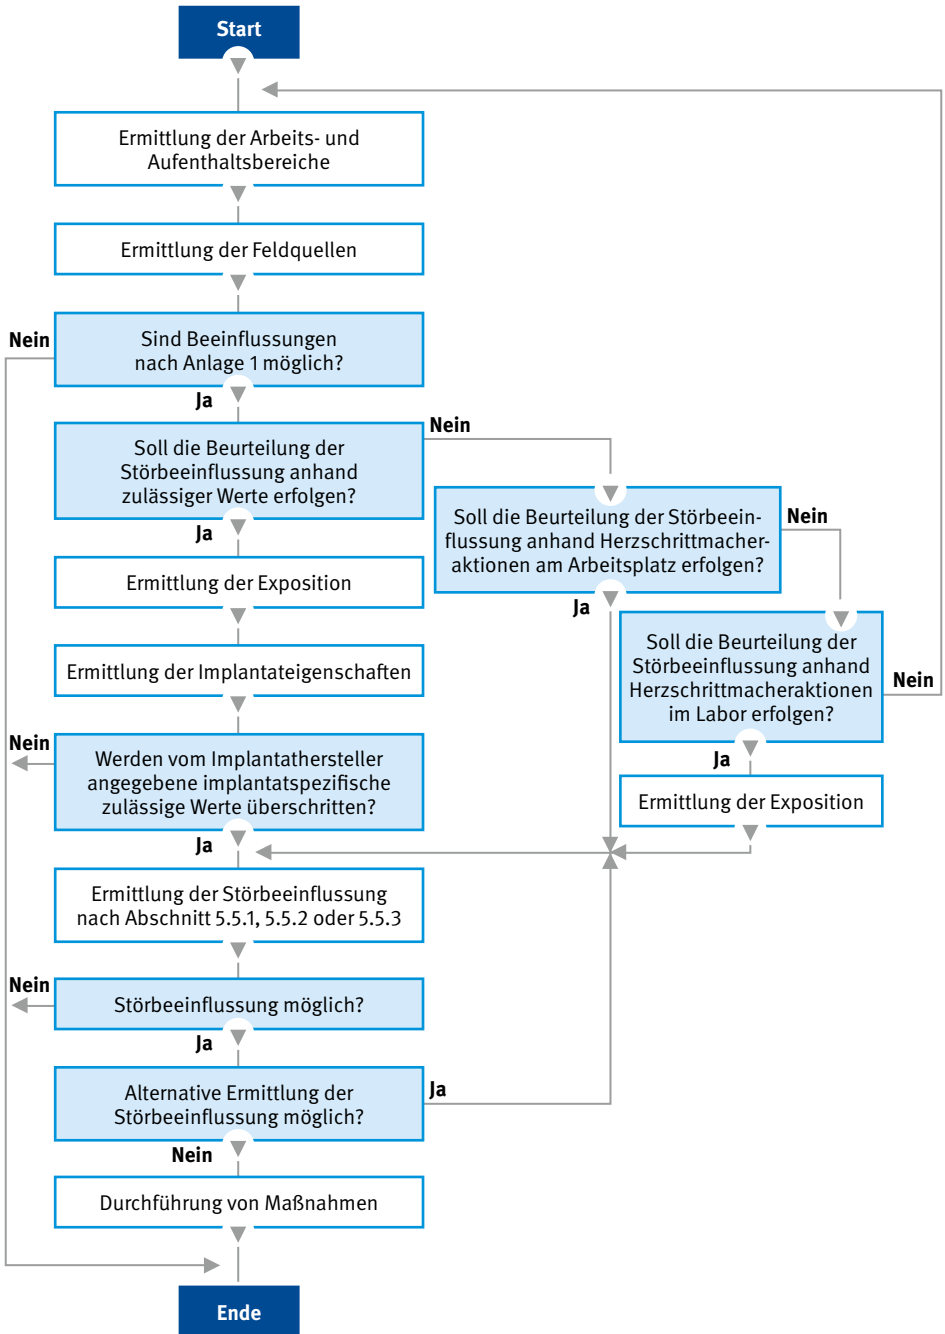 Start
Ermittlung der Arbeits- und
Aufenthaltsbereiche
Ermittlung der Feldquellen
Nein
Sind Beeinflussungen
nach Anlage 1 möglich?
Ja
Nein
Soll die Beurteilung der
Störbeeinflussung anhand
zulässiger Werte erfolgen?
Ja
Soll die Beurteilung der Störbeein-
flussung anhand Herzschrittmacher-
aktionen am Arbeitsplatz erfolgen?
Nein
Ja
Ermittlung der Exposition
Soll die Beurteilung der
Störbeeinflussung anhand
Herzschrittmacheraktionen
im Labor erfolgen?
Nein
Ja
Ermittlung der Implantateigenschaften
Nein
Werden vom Implantathersteller
angegebene implantatspezifische
zulässige Werte überschritten?
Ja
Ermittlung der Exposition
Ermittlung der Störbeeinflussung
nach Abschnitt 5.5.1, 5.5.2 oder 5.5.3
Nein
Störbeeinflussung möglich?
Ja
Alternative Ermittlung der
Störbeeinflussung möglich?
Ja
Nein
Durchführung von Maßnahmen
Ende